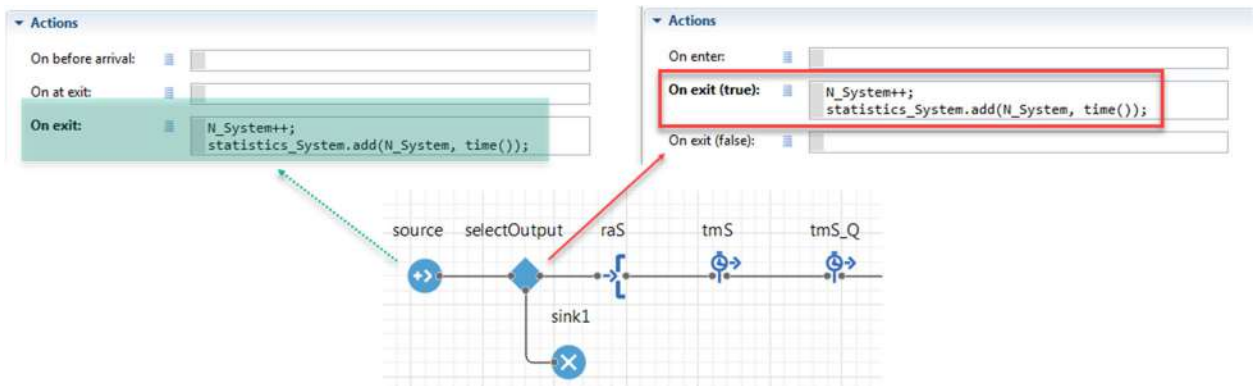 Actions
On before arrival:
On at exit:
On exit:
N_System++;
statistics_System.add(N_System, time());
Actions
On enter:
On exit (true):
N_System++;
statistics_System.add(N_System, time());
On exit (false):
source selectOutput raS tmS tmS_Q
sink1